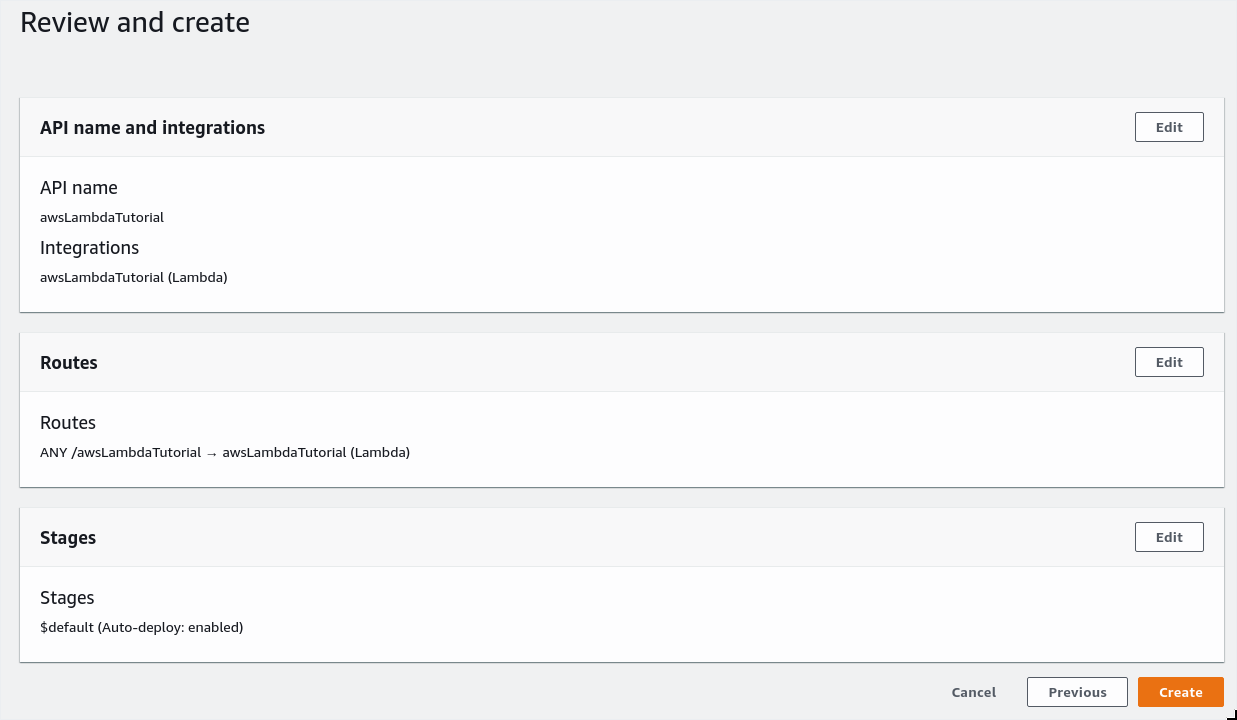 Review and create
API name and integrations
Edit
API name
awsLambdaTutorial
Integrations
awsLambdaTutorial (Lambda)
Routes
Edit
Routes
ANY /awsLambdaTutorial → awsLambdaTutorial (Lambda)
Stages
Edit
Stages
$default (Auto-deploy: enabled)
Cancel
Previous
Create